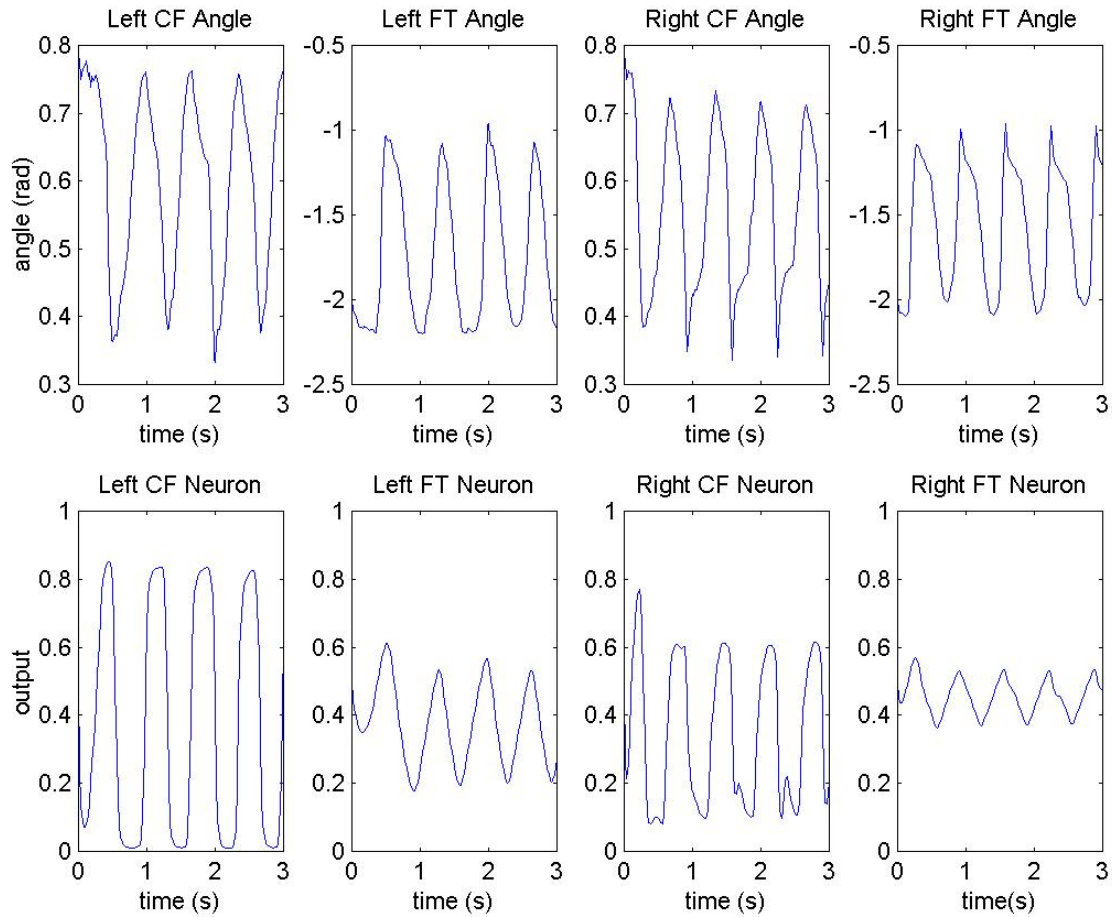 Left CF Angle
Left FT Angle
Right CF Angle
Right FT Angle
0.8
0.7
0.6
0.5
0.4
0.3
angle (rad)
0 1 2 3
time (s)
-0.5
-1
-1.5
-2
-2.5
0 1 2 3
time (s)
0.8
0.7
0.6
0.5
0.4
0.3
0 1 2 3
time (s)
-0.5
-1
-1.5
-2
-2.5
0 1 2 3
time (s)
Left CF Neuron
Left FT Neuron
Right CF Neuron
Right FT Neuron
1
0.8
0.6
0.4
0.2
0
output
0 1 2 3
time (s)
1
0.8
0.6
0.4
0.2
0
0 1 2 3
time (s)
1
0.8
0.6
0.4
0.2
0
0 1 2 3
time (s)
1
0.8
0.6
0.4
0.2
0
0 1 2 3
time(s)